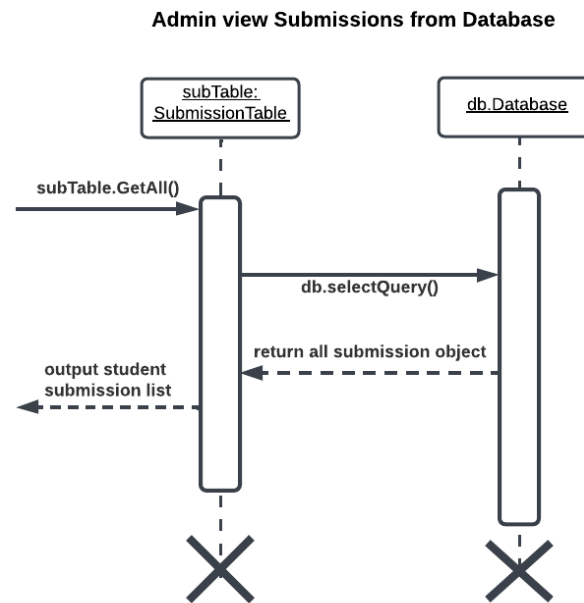 Admin view Submissions from Database
subTable:
SubmissionTable
db.Database
subTable.GetAll()
db.selectQuery()
return all submission object
output student
submission list